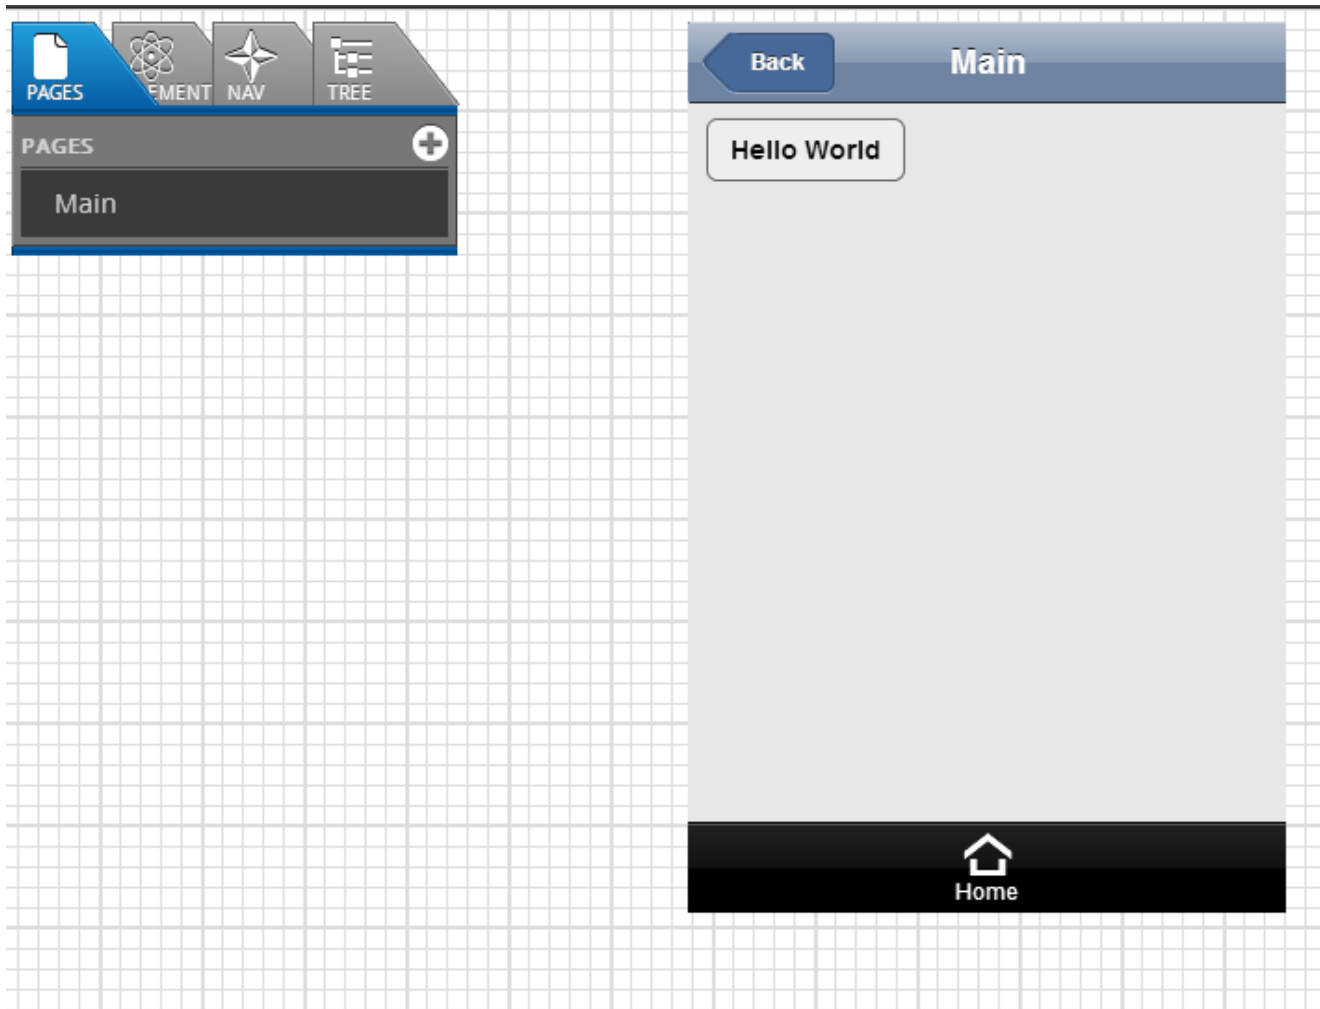 PAGES
EMENT
NAV
TREE
PAGES
Main
Back
Main
Hello World
Home